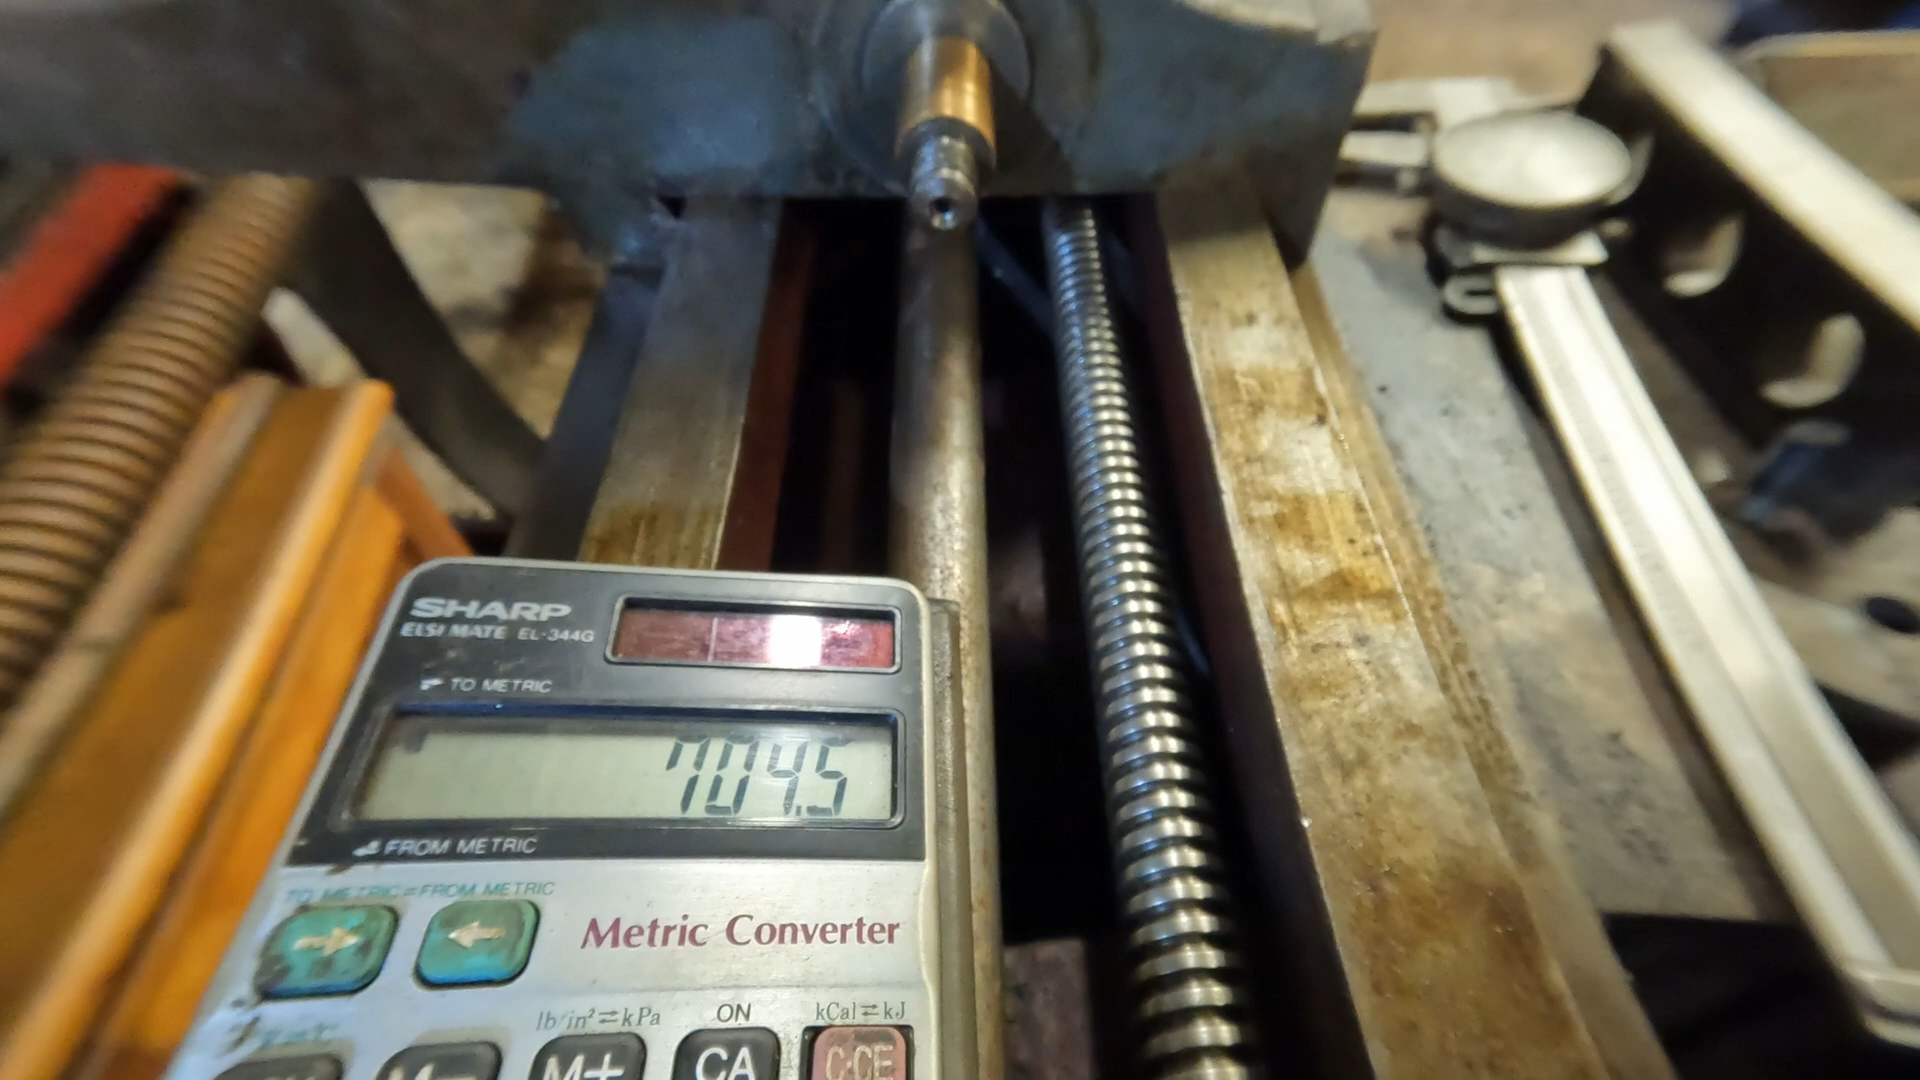 SHARP
ELSI MATE EL-344G
TO METRIC
709.5
FROM METRIC
TO METRIC⇌FROM METRIC
Metric Converter
lb/in²⇌kPa ON kCal⇌kJ
M+ CA C·CE